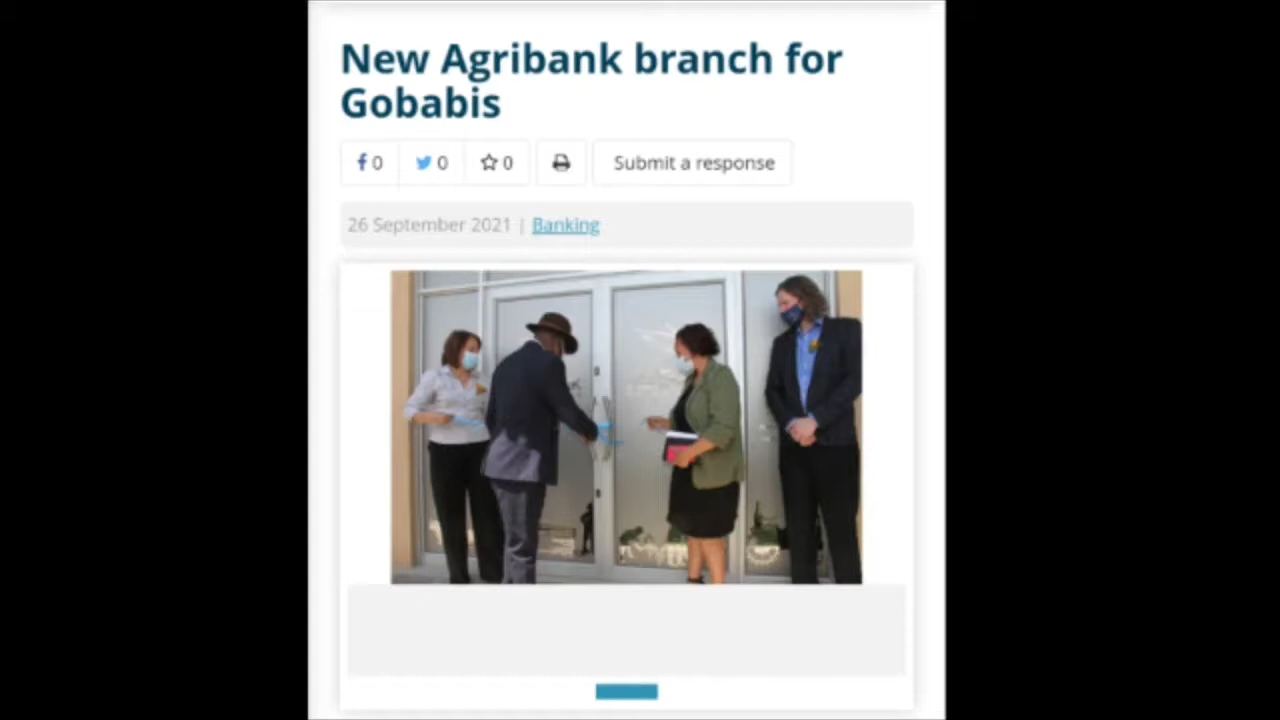 New Agribank branch for
Gobabis
0 0 0 Submit a response
26 September 2021 | Banking